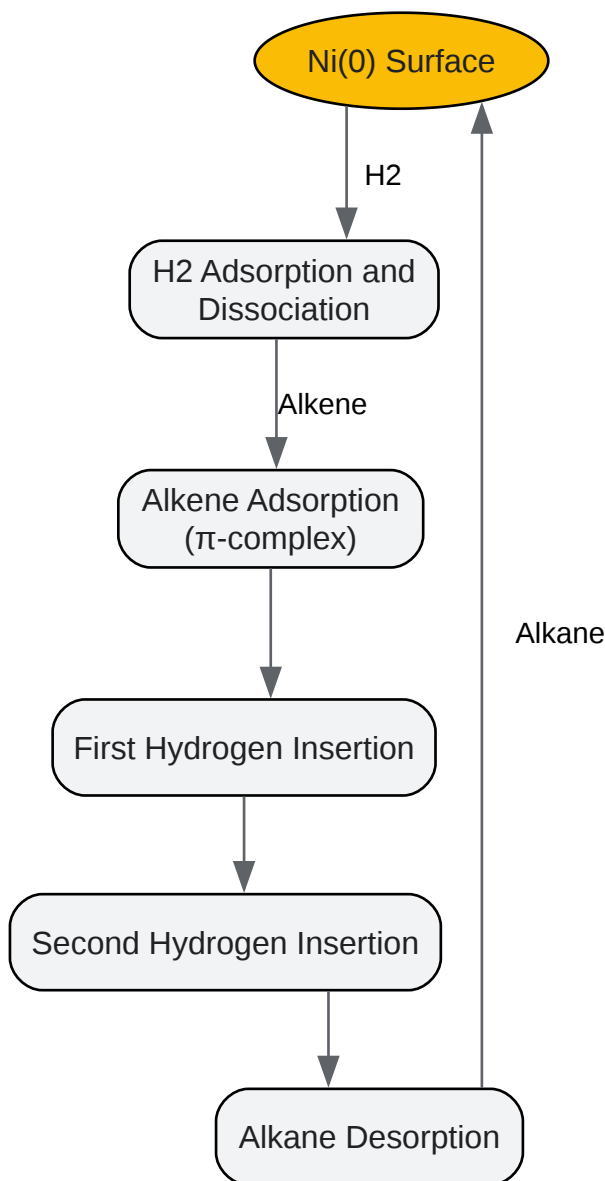 Ni(0) Surface
H2
H2 Adsorption and
Dissociation
Alkene
Alkene Adsorption
(π-complex)
Alkane
First Hydrogen Insertion
Second Hydrogen Insertion
Alkane Desorption